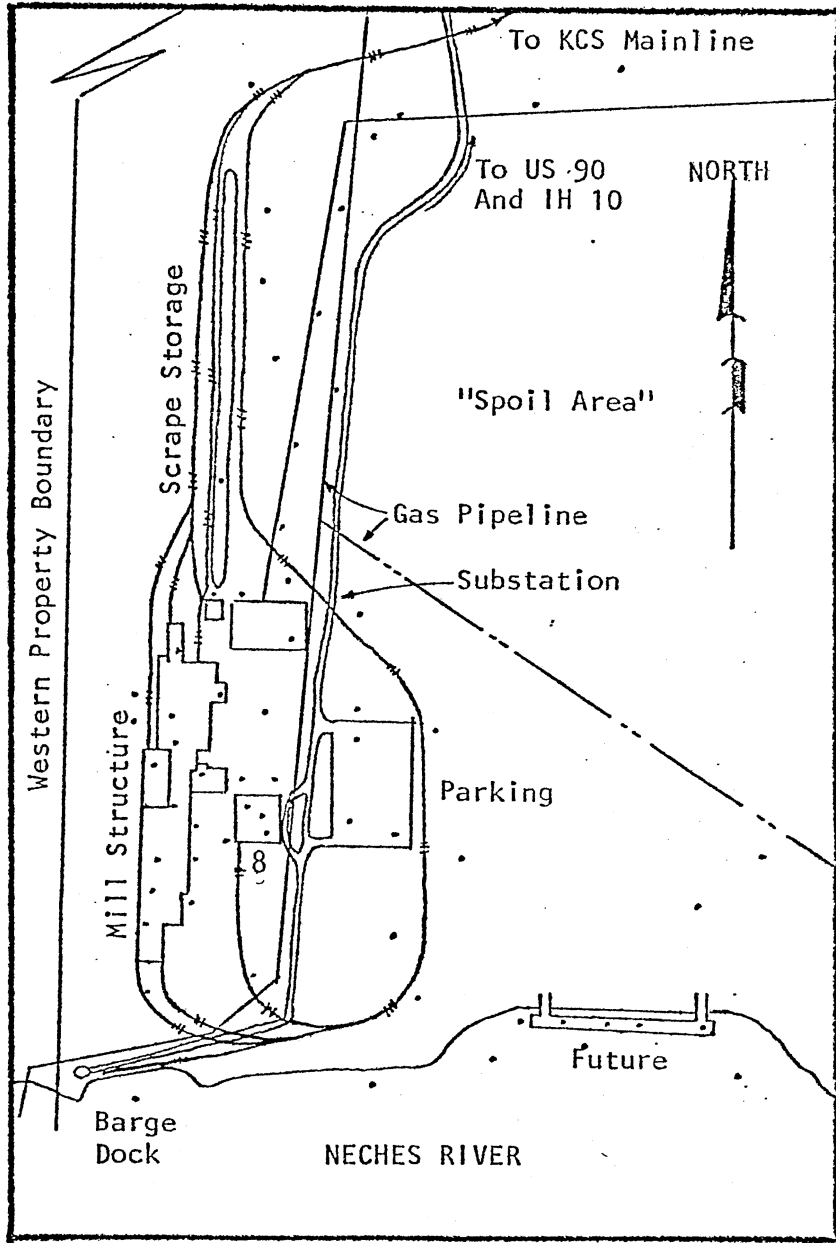 To KCS Mainline
To US 90
And IH 10
NORTH
Scrape Storage
"Spoil Area"
Western Property Boundary
Gas Pipeline
Substation
Mill Structure
Parking
8
Future
Barge
Dock
NECHES RIVER